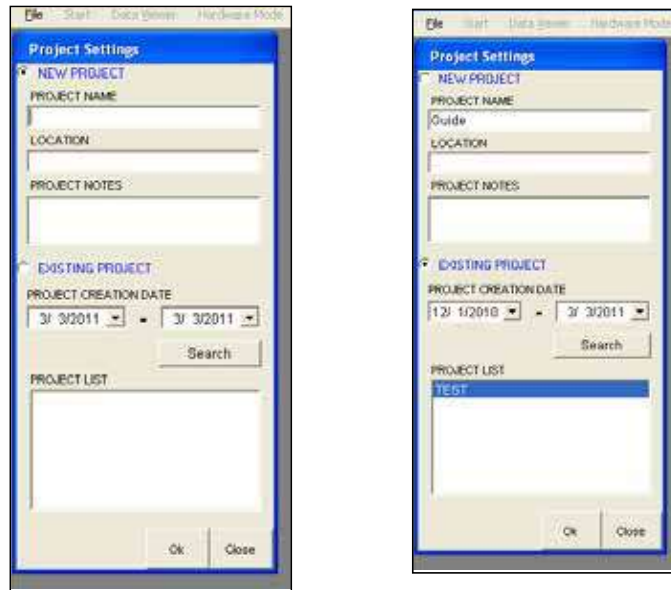 File Start Data Viewer Hardware Mode
Project Settings
NEW PROJECT
PROJECT NAME
LOCATION
PROJECT NOTES
EXISTING PROJECT
PROJECT CREATION DATE
3/ 3/2011 - 3/ 3/2011
Search
PROJECT LIST
Ok Close
File Start Data Viewer Hardware Mode
Project Settings
NEW PROJECT
PROJECT NAME
Guide
LOCATION
PROJECT NOTES
EXISTING PROJECT
PROJECT CREATION DATE
12/ 1/2010 - 3/ 3/2011
Search
PROJECT LIST
TEST
Ok Close